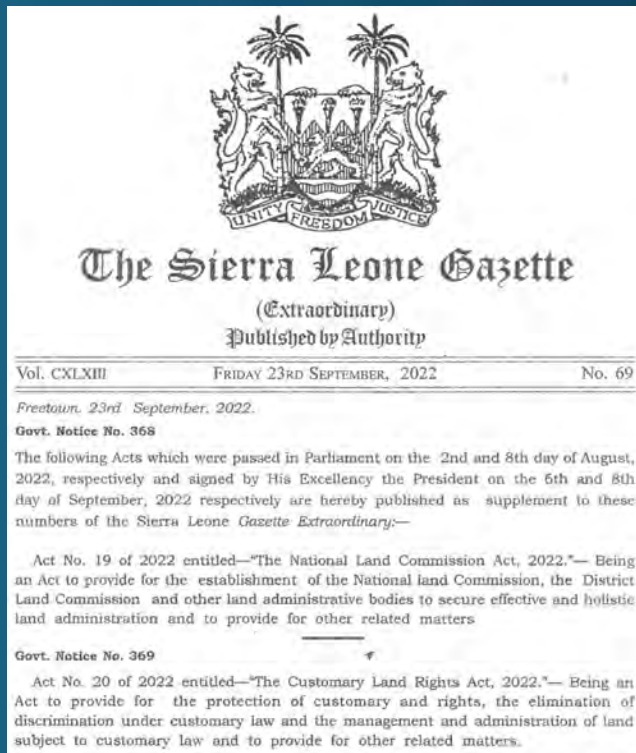 UNITY FREEDOM JUSTICE
The Sierra Leone Gazette
(Extraordinary)
Published by Authority
Vol. CXLXIII FRIDAY 23RD SEPTEMBER, 2022 No. 69
Freetown, 23rd September, 2022.
Govt. Notice No. 368
The following Acts which were passed in Parliament on the 2nd and 8th day of August,
2022, respectively and signed by His Excellency the President on the 6th and 8th
day of September, 2022 respectively are hereby published as supplement to these
numbers of the Sierra Leone Gazette Extraordinary:—
Act No. 19 of 2022 entitled—"The National Land Commission Act, 2022."— Being
an Act to provide for the establishment of the National land Commission, the District
Land Commission and other land administrative bodies to secure effective and holistic
land administration and to provide for other related matters
Govt. Notice No. 369
Act No. 20 of 2022 entitled—"The Customary Land Rights Act, 2022."— Being an
Act to provide for the protection of customary and rights, the elimination of
discrimination under customary law and the management and administration of land
subject to customary law and to provide for other related matters.